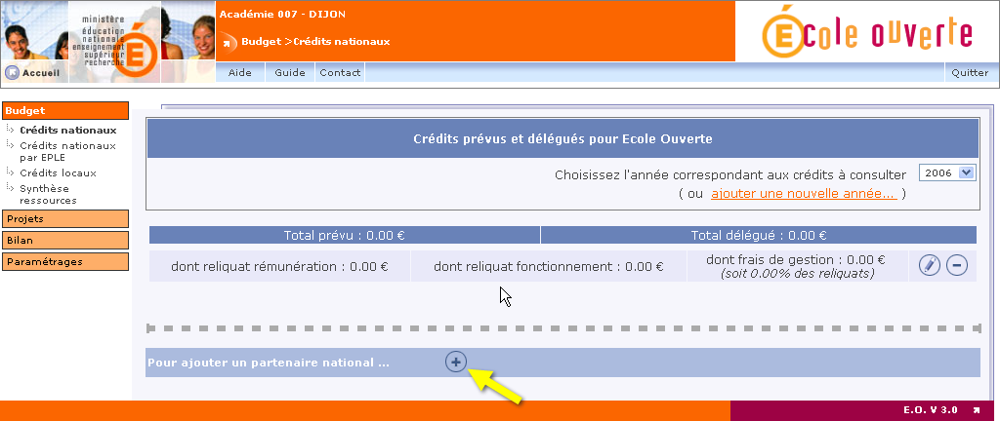 ministère
éducation
nationale
enseignement
supérieur
recherche
É
Académie 007 - DIJON
Budget >Crédits nationaux
École ouverte
Accueil
Aide
Guide
Contact
Quitter
Budget
Crédits nationaux
Crédits nationaux
par EPLE
Crédits locaux
Synthèse
ressources
Projets
Bilan
Paramétrages
Crédits prévus et délégués pour Ecole Ouverte
Choisissez l'année correspondant aux crédits à consulter
2006
( ou ajouter une nouvelle année... )
Total prévu : 0.00 €
Total délégué : 0.00 €
dont reliquat rémunération : 0.00 €
dont reliquat fonctionnement : 0.00 €
dont frais de gestion : 0.00 €
(soit 0.00% des reliquats)
Pour ajouter un partenaire national ...
E.O. V 3.0